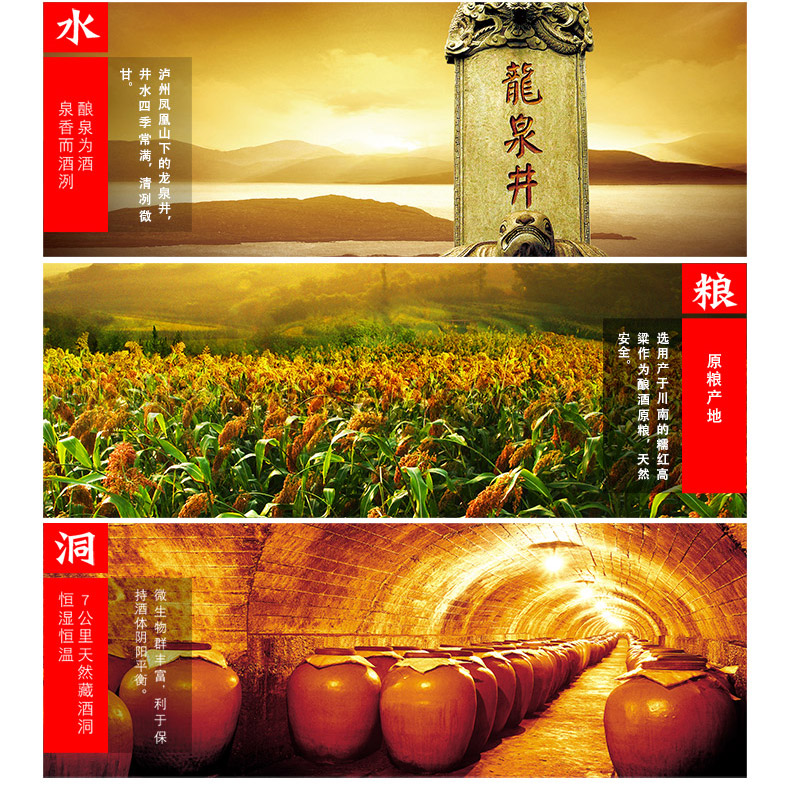 水
酿泉为酒
泉香而酒洌
泸州凤凰山下的龙泉井，
井水四季常满，清冽微
甘。
龍泉井
粮
原粮产地
选用产于川南的糯红高
粱作为酿酒原粮，天然
安全。
洞
7公里天然藏酒洞
恒湿恒温
微生物群丰富，利于保
持酒体阴阳平衡。